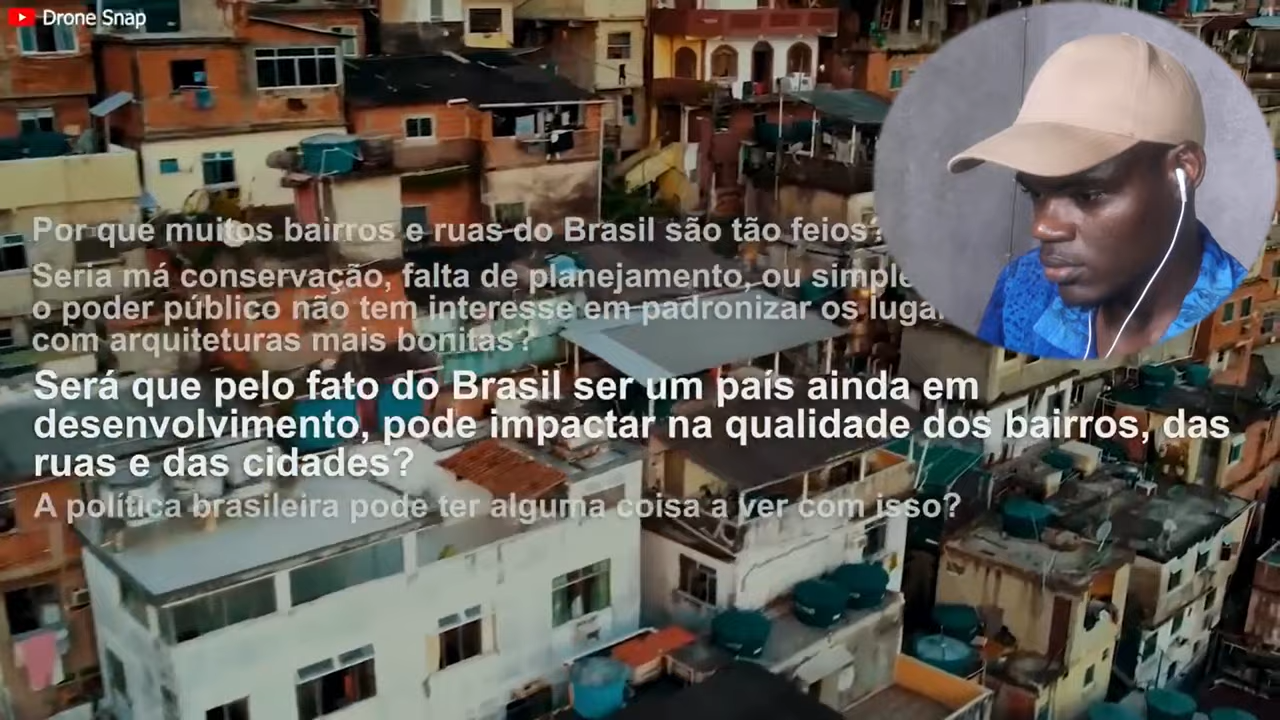 Drone Snap
Por que muitos bairros e ruas do Brasil são tão feios?
Seria má conservação, falta de planejamento, ou
o poder público não tem interesse em padronizar os
com arquiteturas mais bonitas?
Será que pelo fato do Brasil ser um país ainda em
desenvolvimento, pode impactar na qualidade dos bairros, das
ruas e das cidades?
A política brasileira pode ter alguma coisa a ver com isso?